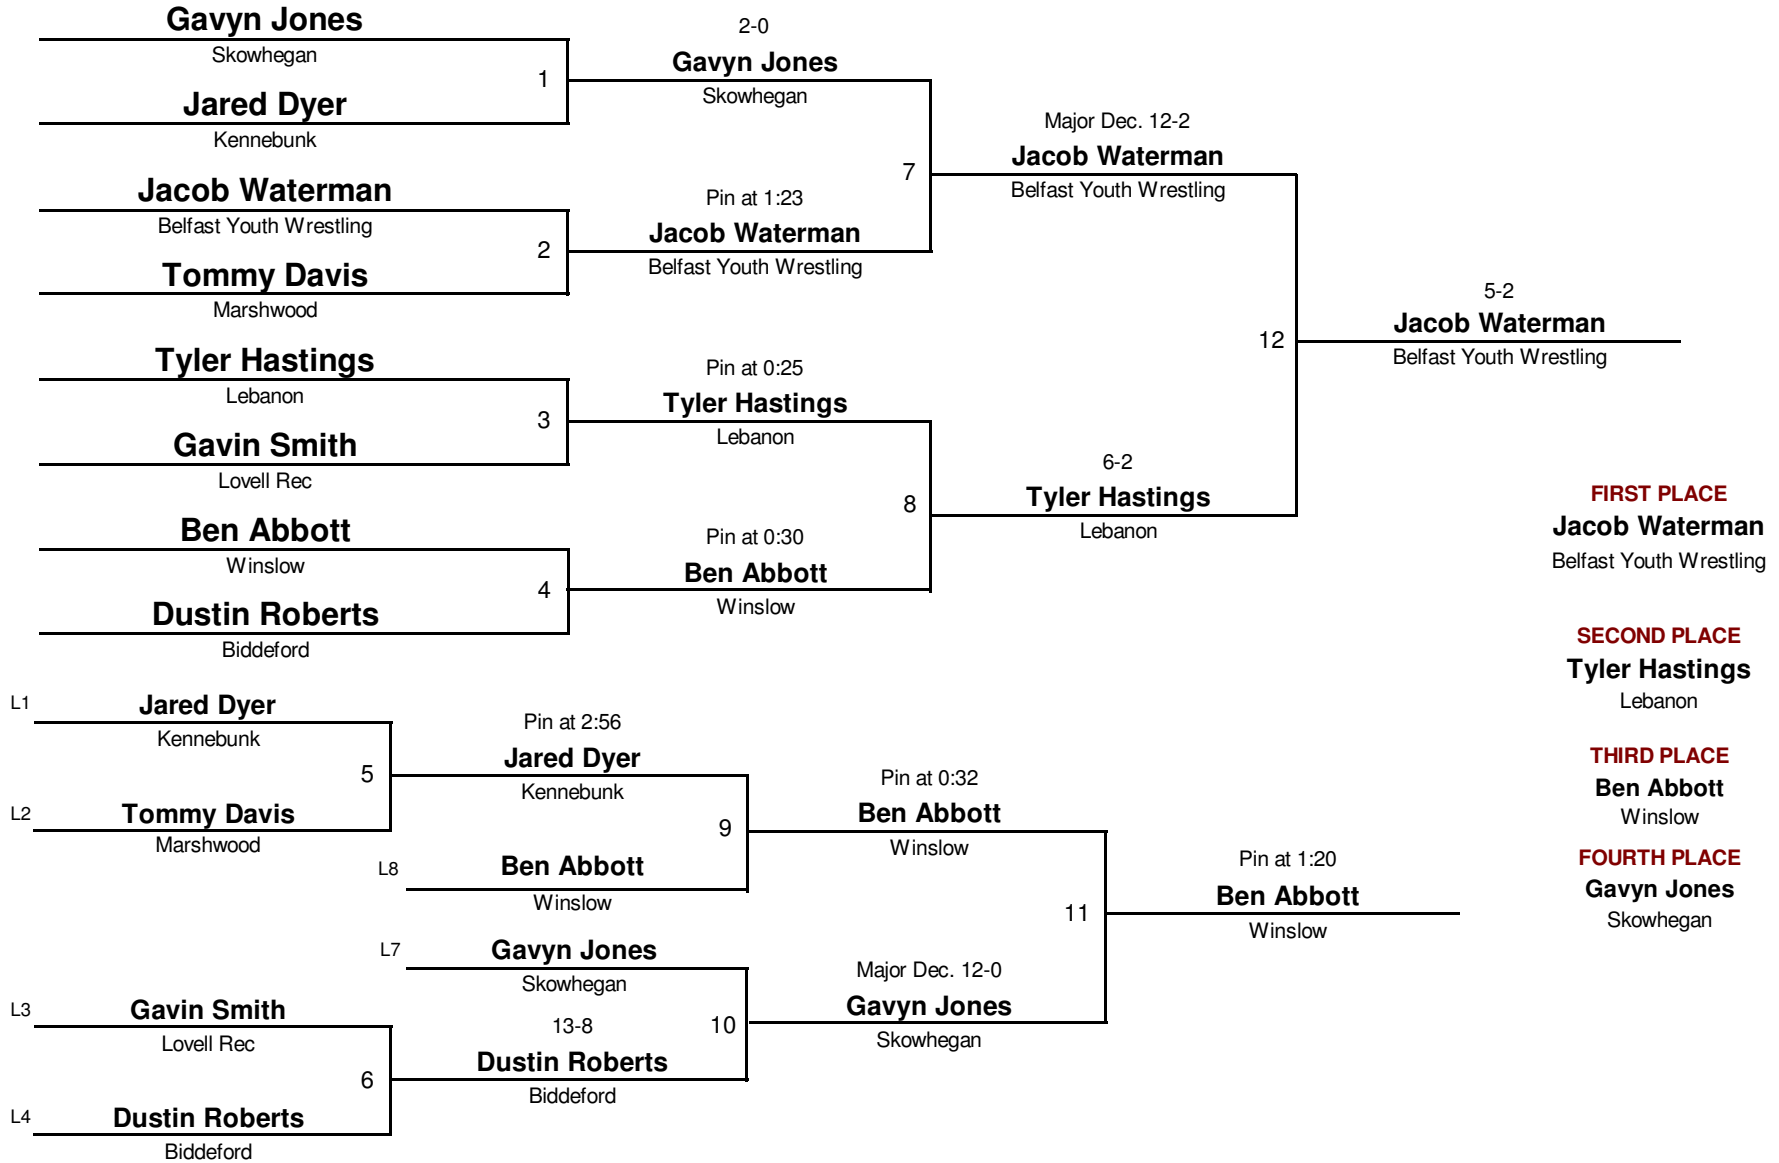 Gavyn Jones
Skowhegan
1
Jared Dyer
Kennebunk
Jacob Waterman
Belfast Youth Wrestling
2
Tommy Davis
Marshwood
Tyler Hastings
Lebanon
3
Gavin Smith
Lovell Rec
Ben Abbott
Winslow
4
Dustin Roberts
Biddeford
2-0
Gavyn Jones
Skowhegan
7
Pin at 1:23
Jacob Waterman
Belfast Youth Wrestling
Pin at 0:25
Tyler Hastings
Lebanon
8
Pin at 0:30
Ben Abbott
Winslow
Major Dec. 12-2
Jacob Waterman
Belfast Youth Wrestling
12
6-2
Tyler Hastings
Lebanon
5-2
Jacob Waterman
Belfast Youth Wrestling
L1
Jared Dyer
Kennebunk
5
L2
Tommy Davis
Marshwood
L3
Gavin Smith
Lovell Rec
6
L4
Dustin Roberts
Biddeford
Pin at 2:56
Jared Dyer
Kennebunk
9
L8
Ben Abbott
Winslow
L7
Gavyn Jones
Skowhegan
10
13-8
Dustin Roberts
Biddeford
Pin at 0:32
Ben Abbott
Winslow
11
Major Dec. 12-0
Gavyn Jones
Skowhegan
Pin at 1:20
Ben Abbott
Winslow
FIRST PLACE
Jacob Waterman
Belfast Youth Wrestling
SECOND PLACE
Tyler Hastings
Lebanon
THIRD PLACE
Ben Abbott
Winslow
FOURTH PLACE
Gavyn Jones
Skowhegan